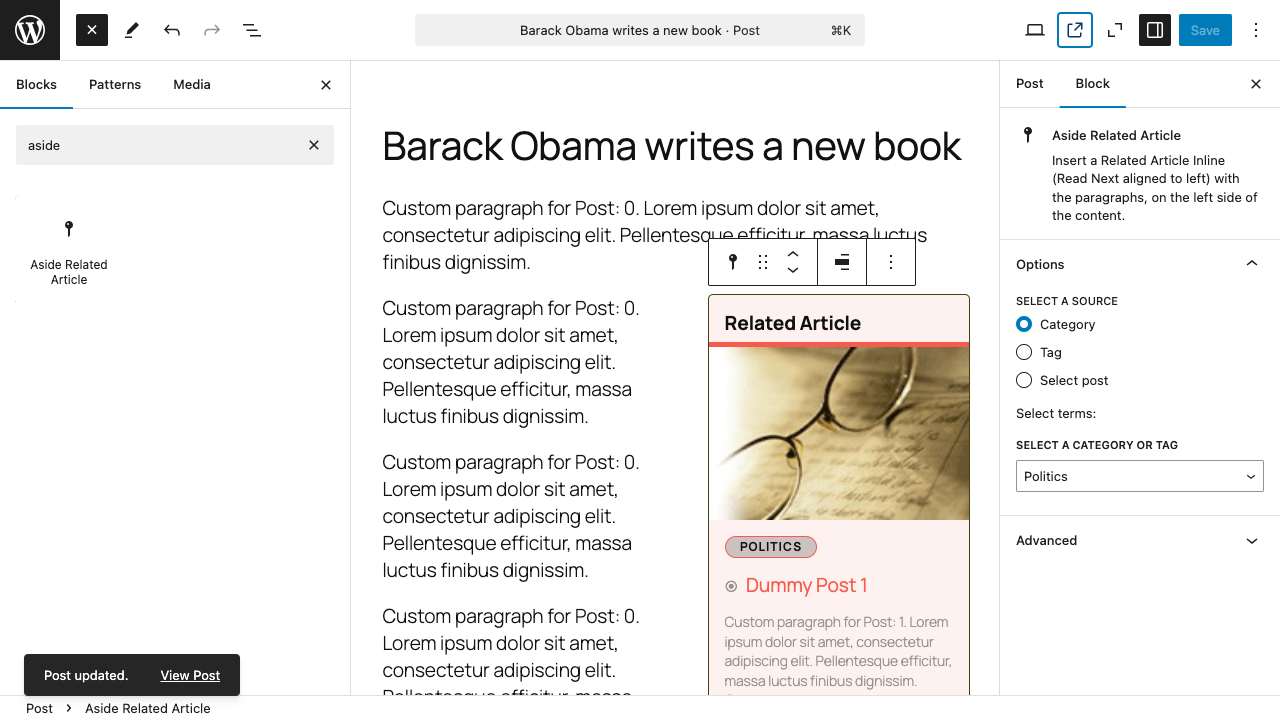 Barack Obama writes a new book · Post ⌘K
Save
Blocks Patterns Media
aside
Aside Related
Article
Barack Obama writes a new book
Custom paragraph for Post: 0. Lorem ipsum dolor sit amet,
consectetur adipiscing elit. Pellentesque efficitur, massa luctus
finibus dignissim.
Custom paragraph for Post: 0.
Lorem ipsum dolor sit amet,
consectetur adipiscing elit.
Pellentesque efficitur, massa
luctus finibus dignissim.
Custom paragraph for Post: 0.
Lorem ipsum dolor sit amet,
consectetur adipiscing elit.
Pellentesque efficitur, massa
luctus finibus dignissim.
Custom paragraph for Post: 0.
Lorem ipsum dolor sit amet,
consectetur adipiscing elit.
Pellentesque efficitur, massa
Related Article
POLITICS
Dummy Post 1
Custom paragraph for Post: 1. Lorem
ipsum dolor sit amet, consectetur
adipiscing elit. Pellentesque efficitur,
massa luctus finibus dignissim.
Post Block
Aside Related Article
Insert a Related Article Inline
(Read Next aligned to left) with
the paragraphs, on the left side of
the content.
Options
SELECT A SOURCE
Category
Tag
Select post
Select terms:
SELECT A CATEGORY OR TAG
Politics
Advanced
Post updated. View Post
Post › Aside Related Article